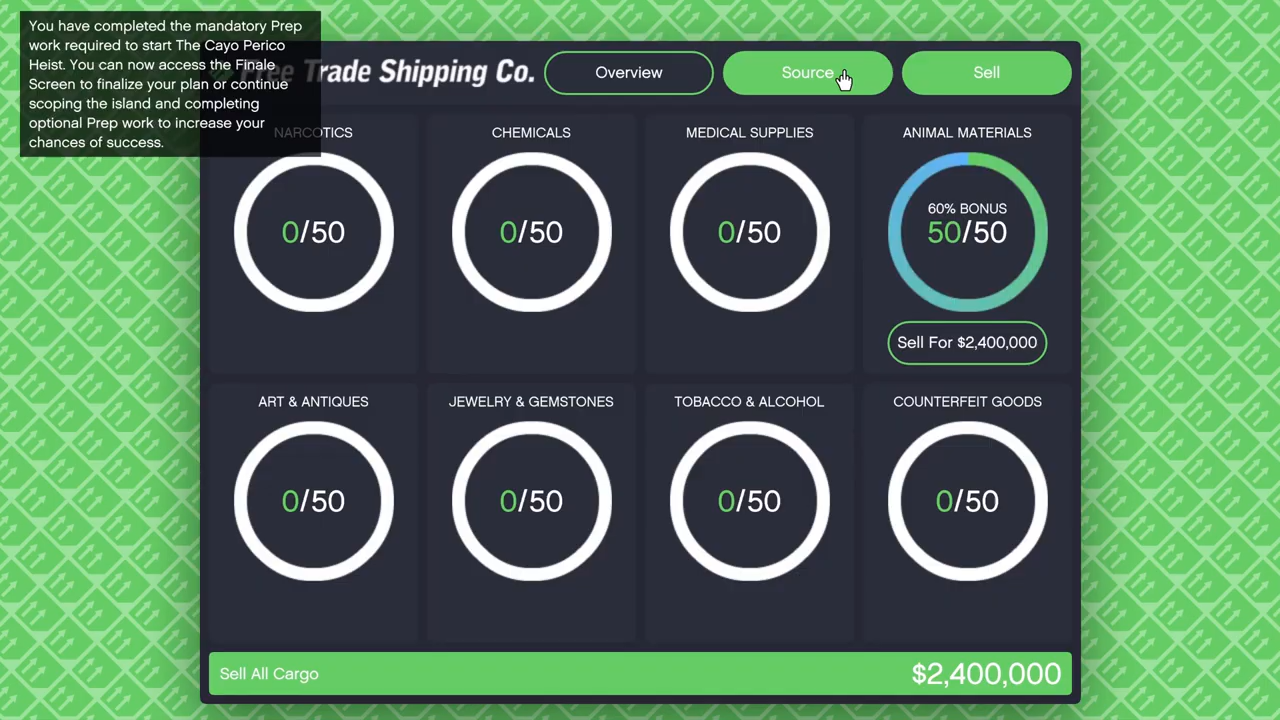 You have completed the mandatory Prep
work required to start The Cayo Perico
Heist. You can now access the Finale
Screen to finalize your plan or continue
scoping the island and completing
optional Prep work to increase your
chances of success.
Free Trade Shipping Co.
Overview
Source
Sell
NARCOTICS
0/50
CHEMICALS
0/50
MEDICAL SUPPLIES
0/50
ANIMAL MATERIALS
60% BONUS
50/50
Sell For $2,400,000
ART & ANTIQUES
0/50
JEWELRY & GEMSTONES
0/50
TOBACCO & ALCOHOL
0/50
COUNTERFEIT GOODS
0/50
Sell All Cargo
$2,400,000